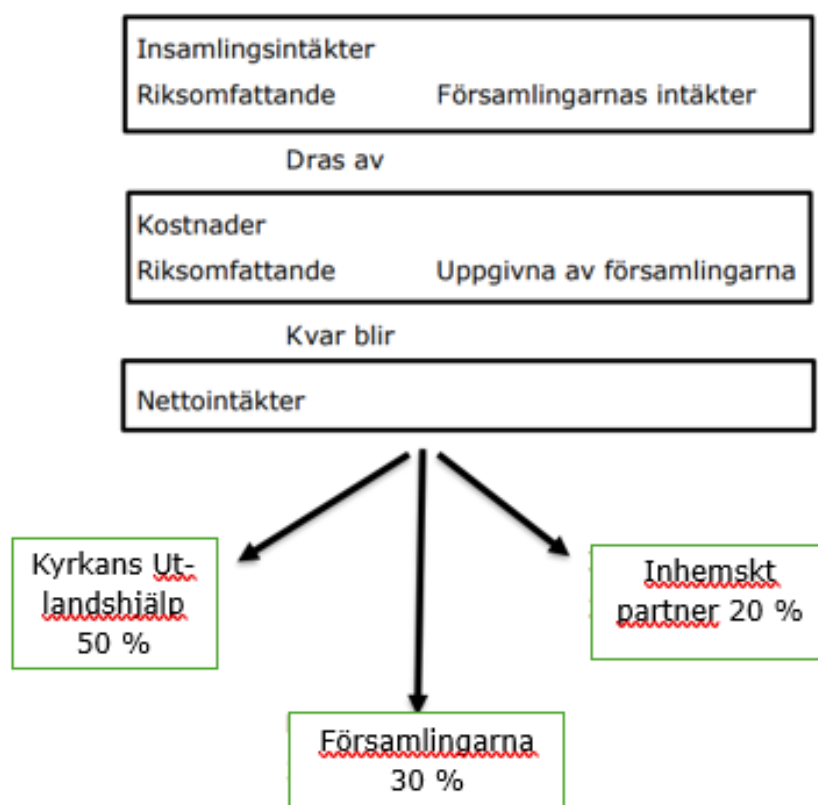 Insamlingsintäkter
Riksomfattande Församlingarnas intäkter
Dras av
Kostnader
Riksomfattande Uppgivna av församlingarna
Kvar blir
Nettointäkter
Kyrkans Ut-
landshjälp
50 %
Inhemskt
partner 20 %
Församlingarna
30 %